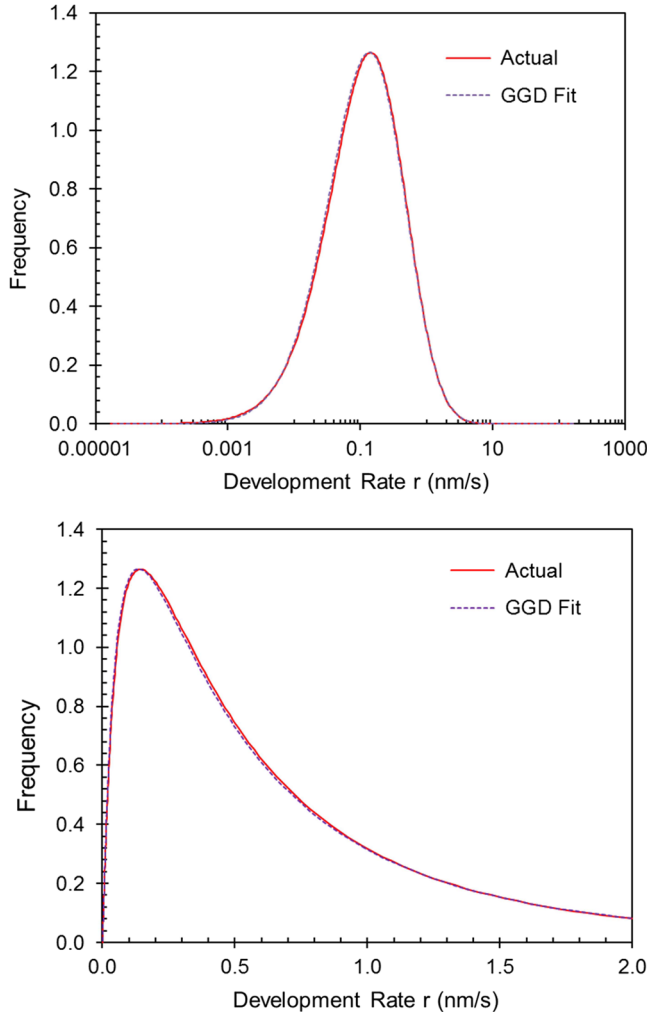 1.4
Actual
GGD Fit
1.2
1.0
0.8
0.6
0.4
0.2
0.0
Frequency
0.00001 0.001 0.1 10 1000
Development Rate r (nm/s)
1.4
Actual
GGD Fit
1.2
1.0
0.8
0.6
0.4
0.2
0.0
Frequency
0.0 0.5 1.0 1.5 2.0
Development Rate r (nm/s)